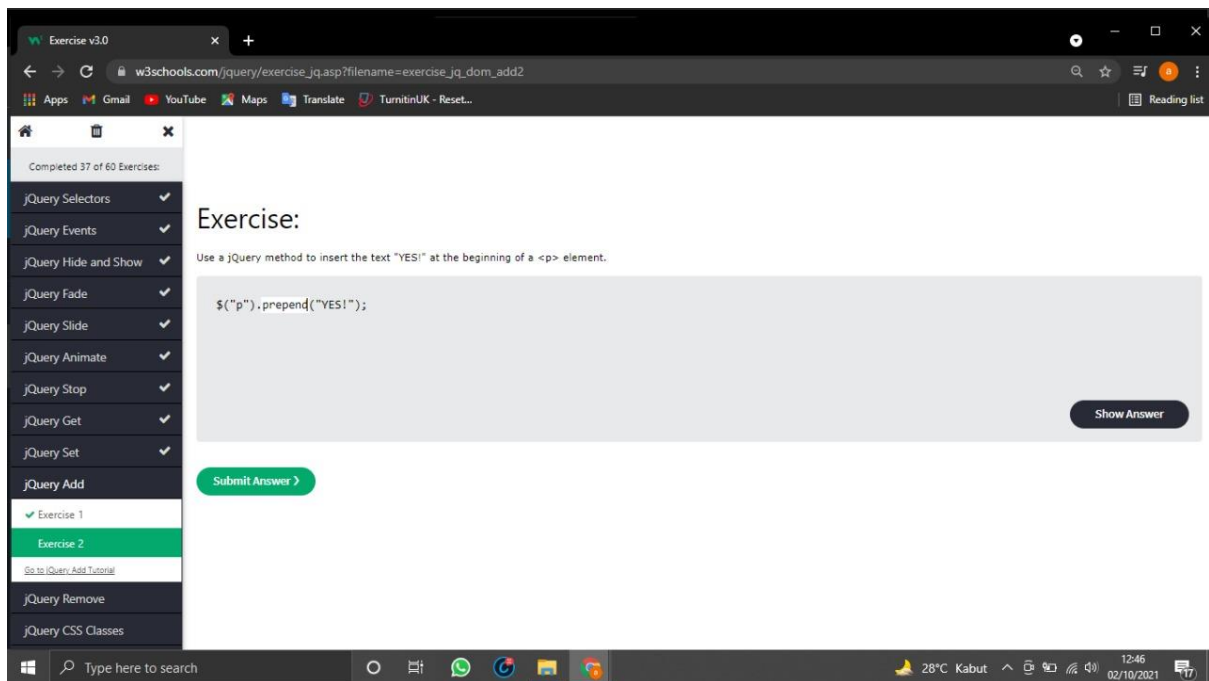 Exercise v3.0
w3schools.com/jquery/exercise_jq.asp?filename=exercise_jq_dom_add2
Apps Gmail YouTube Maps Translate TurnitinUK - Reset... Reading list
Completed 37 of 60 Exercises:
jQuery Selectors
jQuery Events
jQuery Hide and Show
jQuery Fade
jQuery Slide
jQuery Animate
jQuery Stop
jQuery Get
jQuery Set
jQuery Add
Exercise 1
Exercise 2
Go to jQuery Add Tutorial
jQuery Remove
jQuery CSS Classes
Exercise:
Use a jQuery method to insert the text "YES!" at the beginning of a <p> element.
$("p").prepend("YES!");
Show Answer
Submit Answer ❯
Type here to search
28°C Kabut
12:46
02/10/2021
17